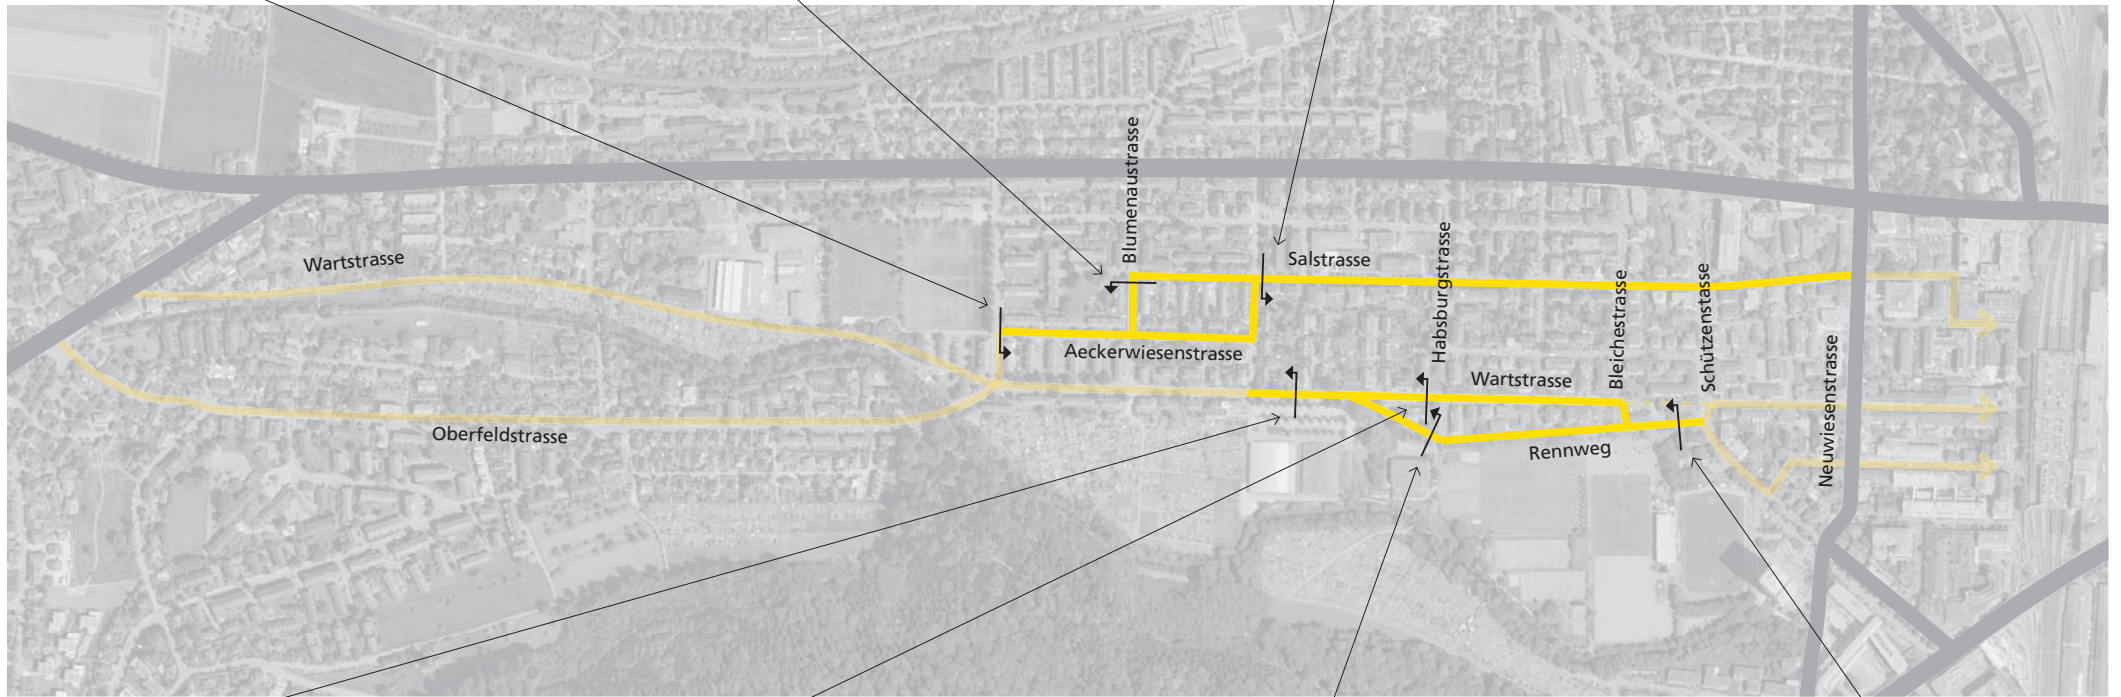 Blumenaustrasse
Wartstrasse
Salstrasse
Habsburgstrasse
Bleichestrasse
Schützenstasse
Neuwiesenstrasse
Aeckerwiesenstrasse
Wartstrasse
Oberfeldstrasse
Rennweg